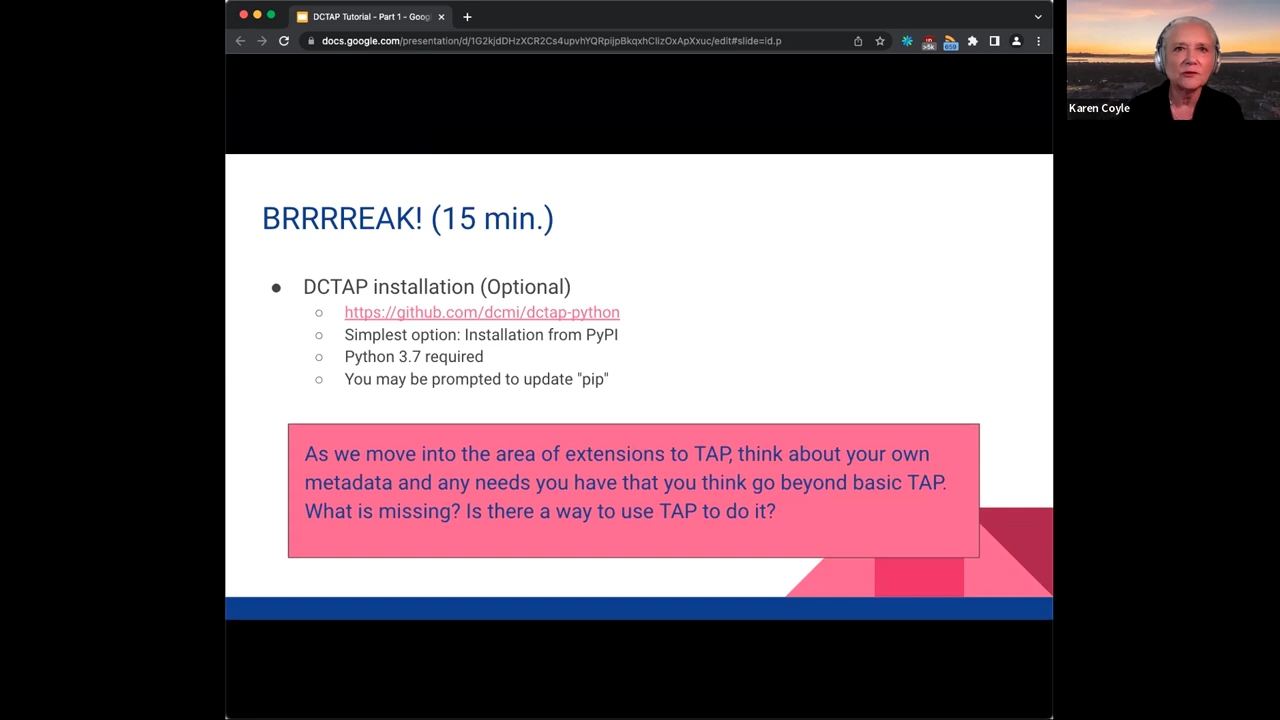 DCTAP Tutorial - Part 1 - Goog
docs.google.com/presentation/d/1G2kjdDHzXCR2Cs4upvhYQRpijpBkqxhCIizOxApXxuc/edit#slide=id.p
>5k
659
Karen Coyle
BRRRREAK! (15 min.)
● DCTAP installation (Optional)
○ https://github.com/dcmi/dctap-python
○ Simplest option: Installation from PyPI
○ Python 3.7 required
○ You may be prompted to update "pip"
As we move into the area of extensions to TAP, think about your own
metadata and any needs you have that you think go beyond basic TAP.
What is missing? Is there a way to use TAP to do it?